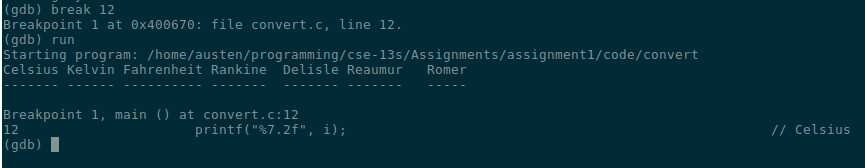 (gdb) break 12
Breakpoint 1 at 0x400670: file convert.c, line 12.
(gdb) run
Starting program: /home/austen/programming/cse-13s/Assignments/assignment1/code/convert
Celsius Kelvin Fahrenheit Rankine  Delisle Reaumur   Romer
------- ------ ---------- -------  ------- -------   -----
Breakpoint 1, main () at convert.c:12
12                      printf("%7.2f", i);                                                     // Celsius
(gdb)